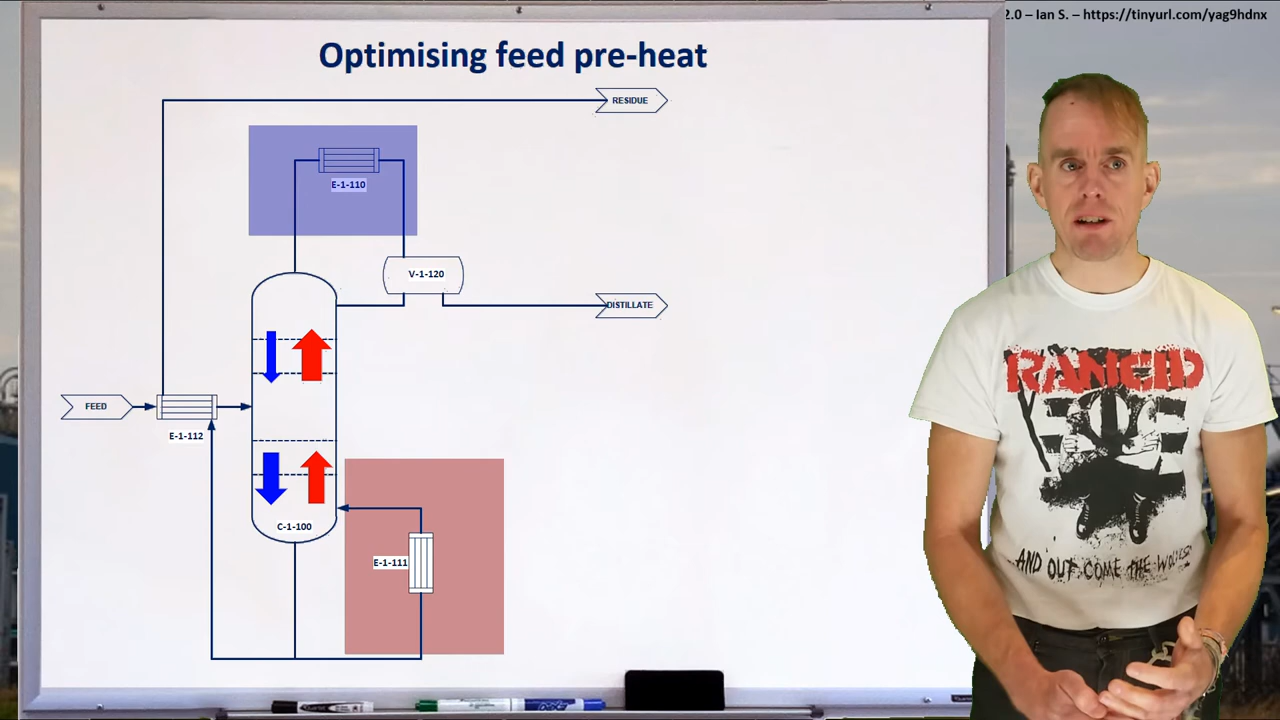 2.0 – Ian S. – https://tinyurl.com/yag9hdnx
Optimising feed pre-heat
RESIDUE
E-1-110
V-1-120
DISTILLATE
FEED
E-1-112
C-1-100
E-1-111
RANCID
AND OUT COME THE WOLVES